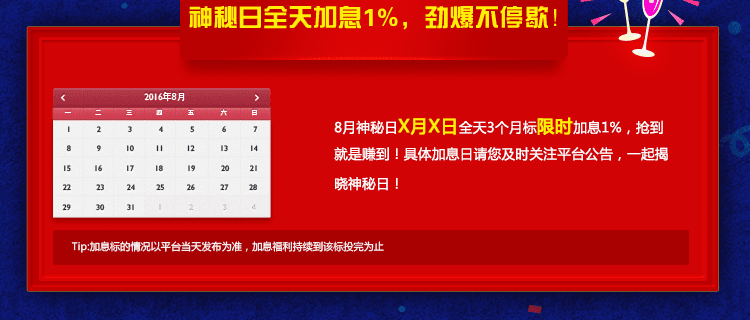 神秘日全天加息1%，劲爆不停歇！
2016年8月
一 二 三 四 五 六 日
1 2 3 4 5 6 7
8 9 10 11 12 13 14
15 16 17 18 19 20 21
22 23 24 25 26 27 28
29 30 31 1 2 3 4
8月神秘日X月X日全天3个月标限时加息1%，抢到
就是赚到！具体加息日请您及时关注平台公告，一起揭
晓神秘日！
Tip:加息标的情况以平台当天发布为准，加息福利持续到该标投完为止